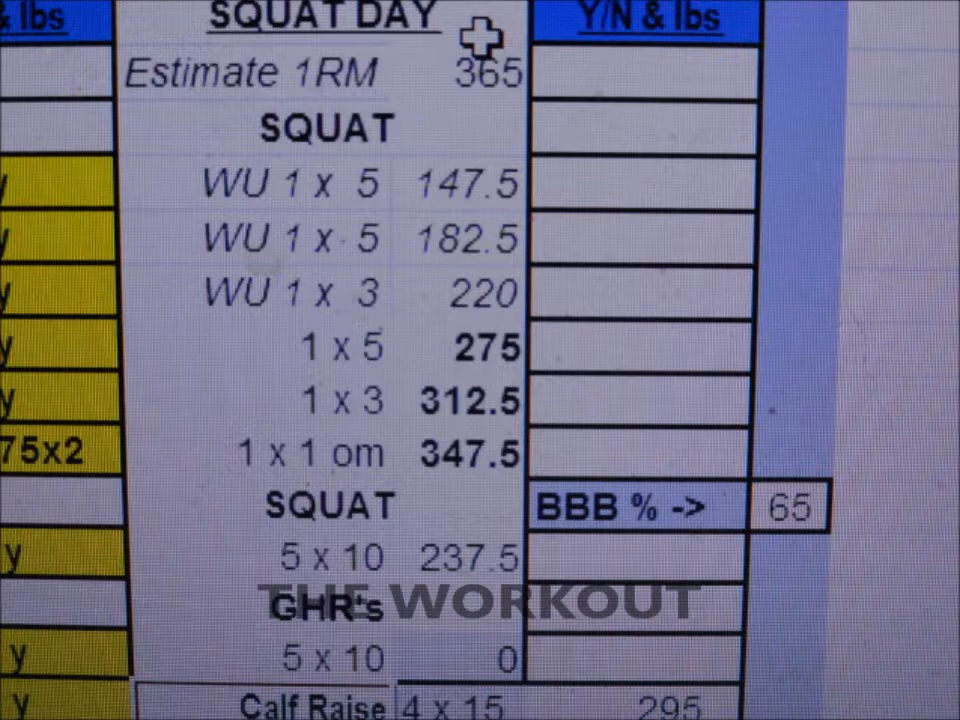 & lbs SQUAT DAY Y/N & lbs
Estimate 1RM 365
SQUAT
y WU 1 x 5 147.5
y WU 1 x 5 182.5
y WU 1 x 3 220
y 1 x 5 275
y 1 x 3 312.5
75x2 1 x 1 om 347.5
SQUAT BBB % -> 65
y 5 x 10 237.5
THE WORKOUT
GHR's
y 5 x 10 0
y Calf Raise 4 x 15 295